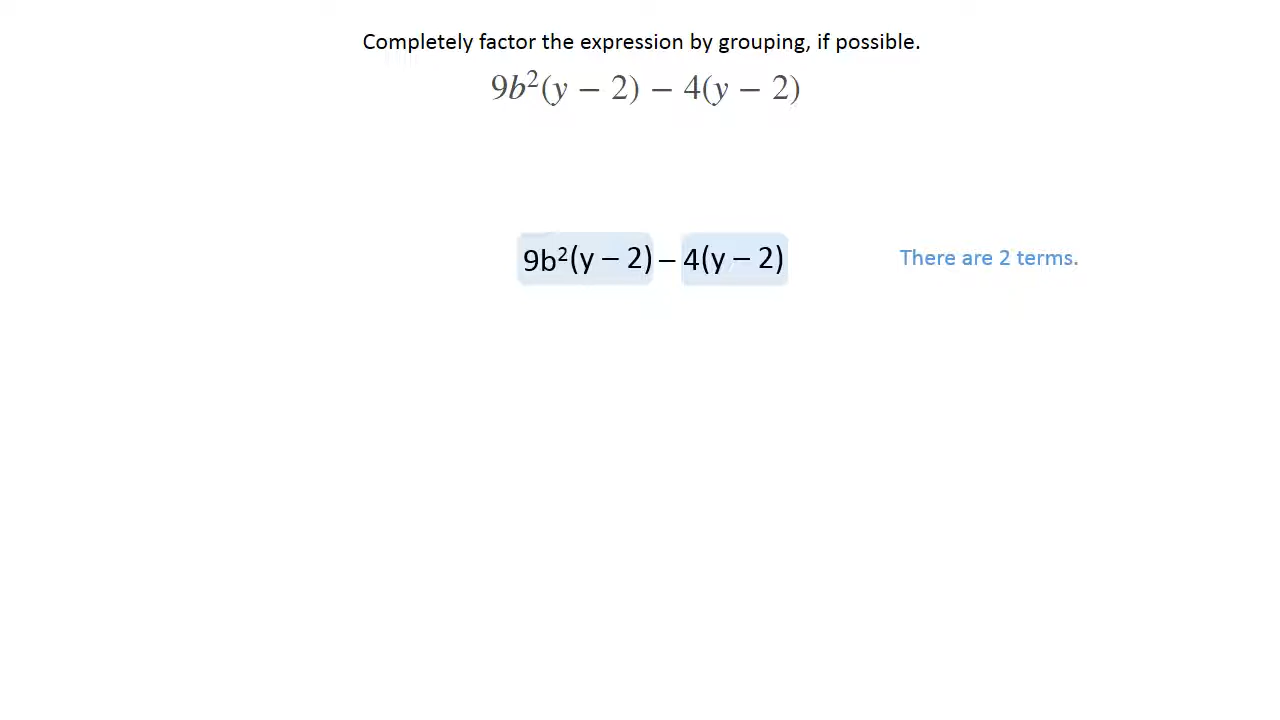 Completely factor the expression by grouping, if possible.
9b²(y − 2) − 4(y − 2)
9b²(y – 2) – 4(y – 2)
There are 2 terms.